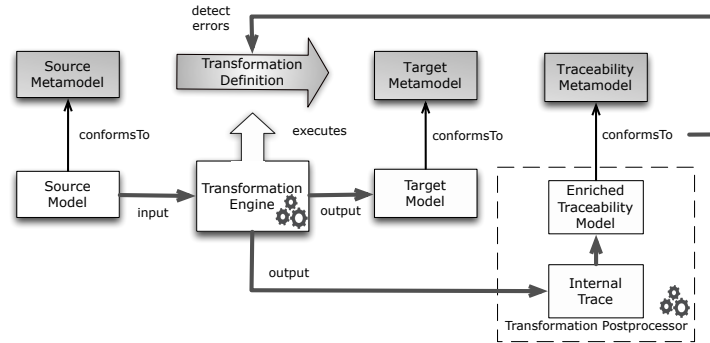 detect
errors
Source
Metamodel
Transformation
Definition
Target
Metamodel
Traceability
Metamodel
conformsTo
executes
conformsTo
conformsTo
Source
Model
input
Transformation
Engine
output
Target
Model
Enriched
Traceability
Model
output
Internal
Trace
Transformation Postprocessor